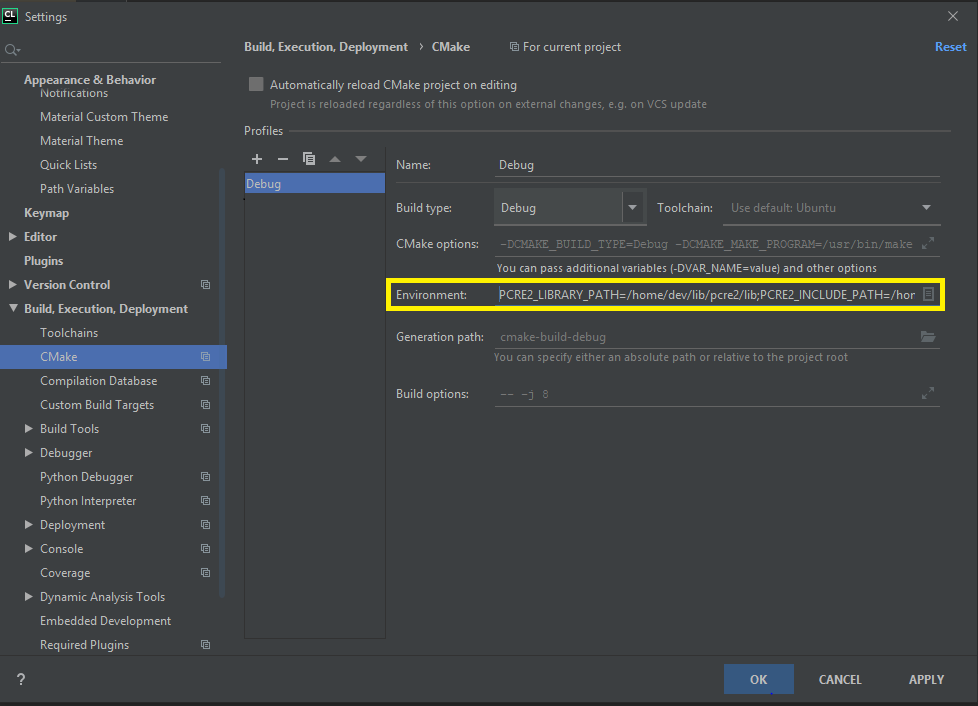 CL
Settings
Build, Execution, Deployment › CMake For current project Reset
Appearance & Behavior
Notifications
Material Custom Theme
Material Theme
Quick Lists
Path Variables
Keymap
Editor
Plugins
Version Control
Build, Execution, Deployment
Toolchains
CMake
Compilation Database
Custom Build Targets
Build Tools
Debugger
Python Debugger
Python Interpreter
Deployment
Console
Coverage
Dynamic Analysis Tools
Embedded Development
Required Plugins
Automatically reload CMake project on editing
Project is reloaded regardless of this option on external changes, e.g. on VCS update
Profiles
Debug
Name: Debug
Build type: Debug Toolchain: Use default: Ubuntu
CMake options: -DCMAKE_BUILD_TYPE=Debug -DCMAKE_MAKE_PROGRAM=/usr/bin/make
You can pass additional variables (-DVAR_NAME=value) and other options
Environment: PCRE2_LIBRARY_PATH=/home/dev/lib/pcre2/lib;PCRE2_INCLUDE_PATH=/hor
Generation path: cmake-build-debug
You can specify either an absolute path or relative to the project root
Build options: -- -j 8
? OK CANCEL APPLY